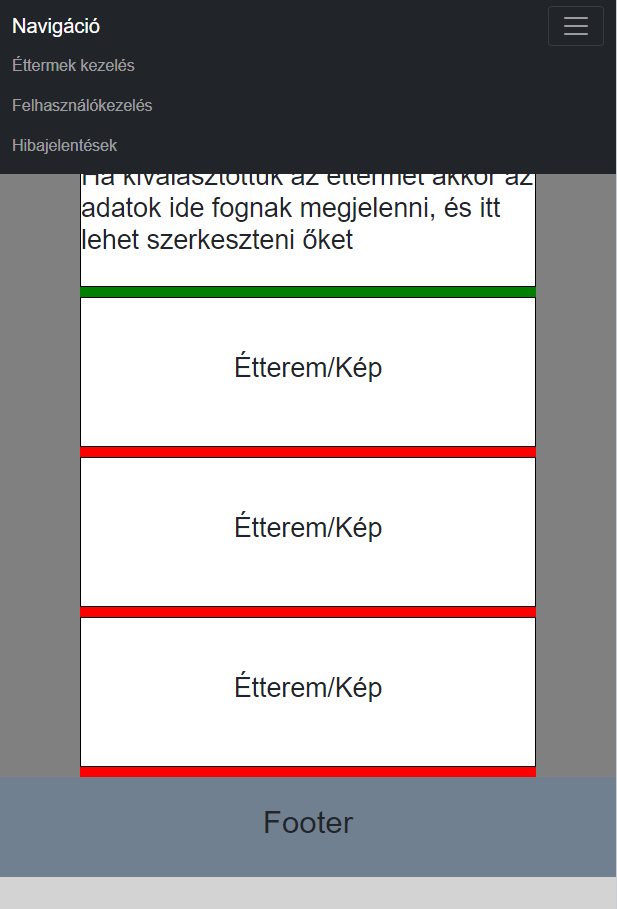 Navigáció
Éttermek kezelés
Felhasználókezelés
Hibajelentések
Ha kiválasztottuk az éttermet akkor az
adatok ide fognak megjelenni, és itt
lehet szerkeszteni őket
Étterem/Kép
Étterem/Kép
Étterem/Kép
Footer